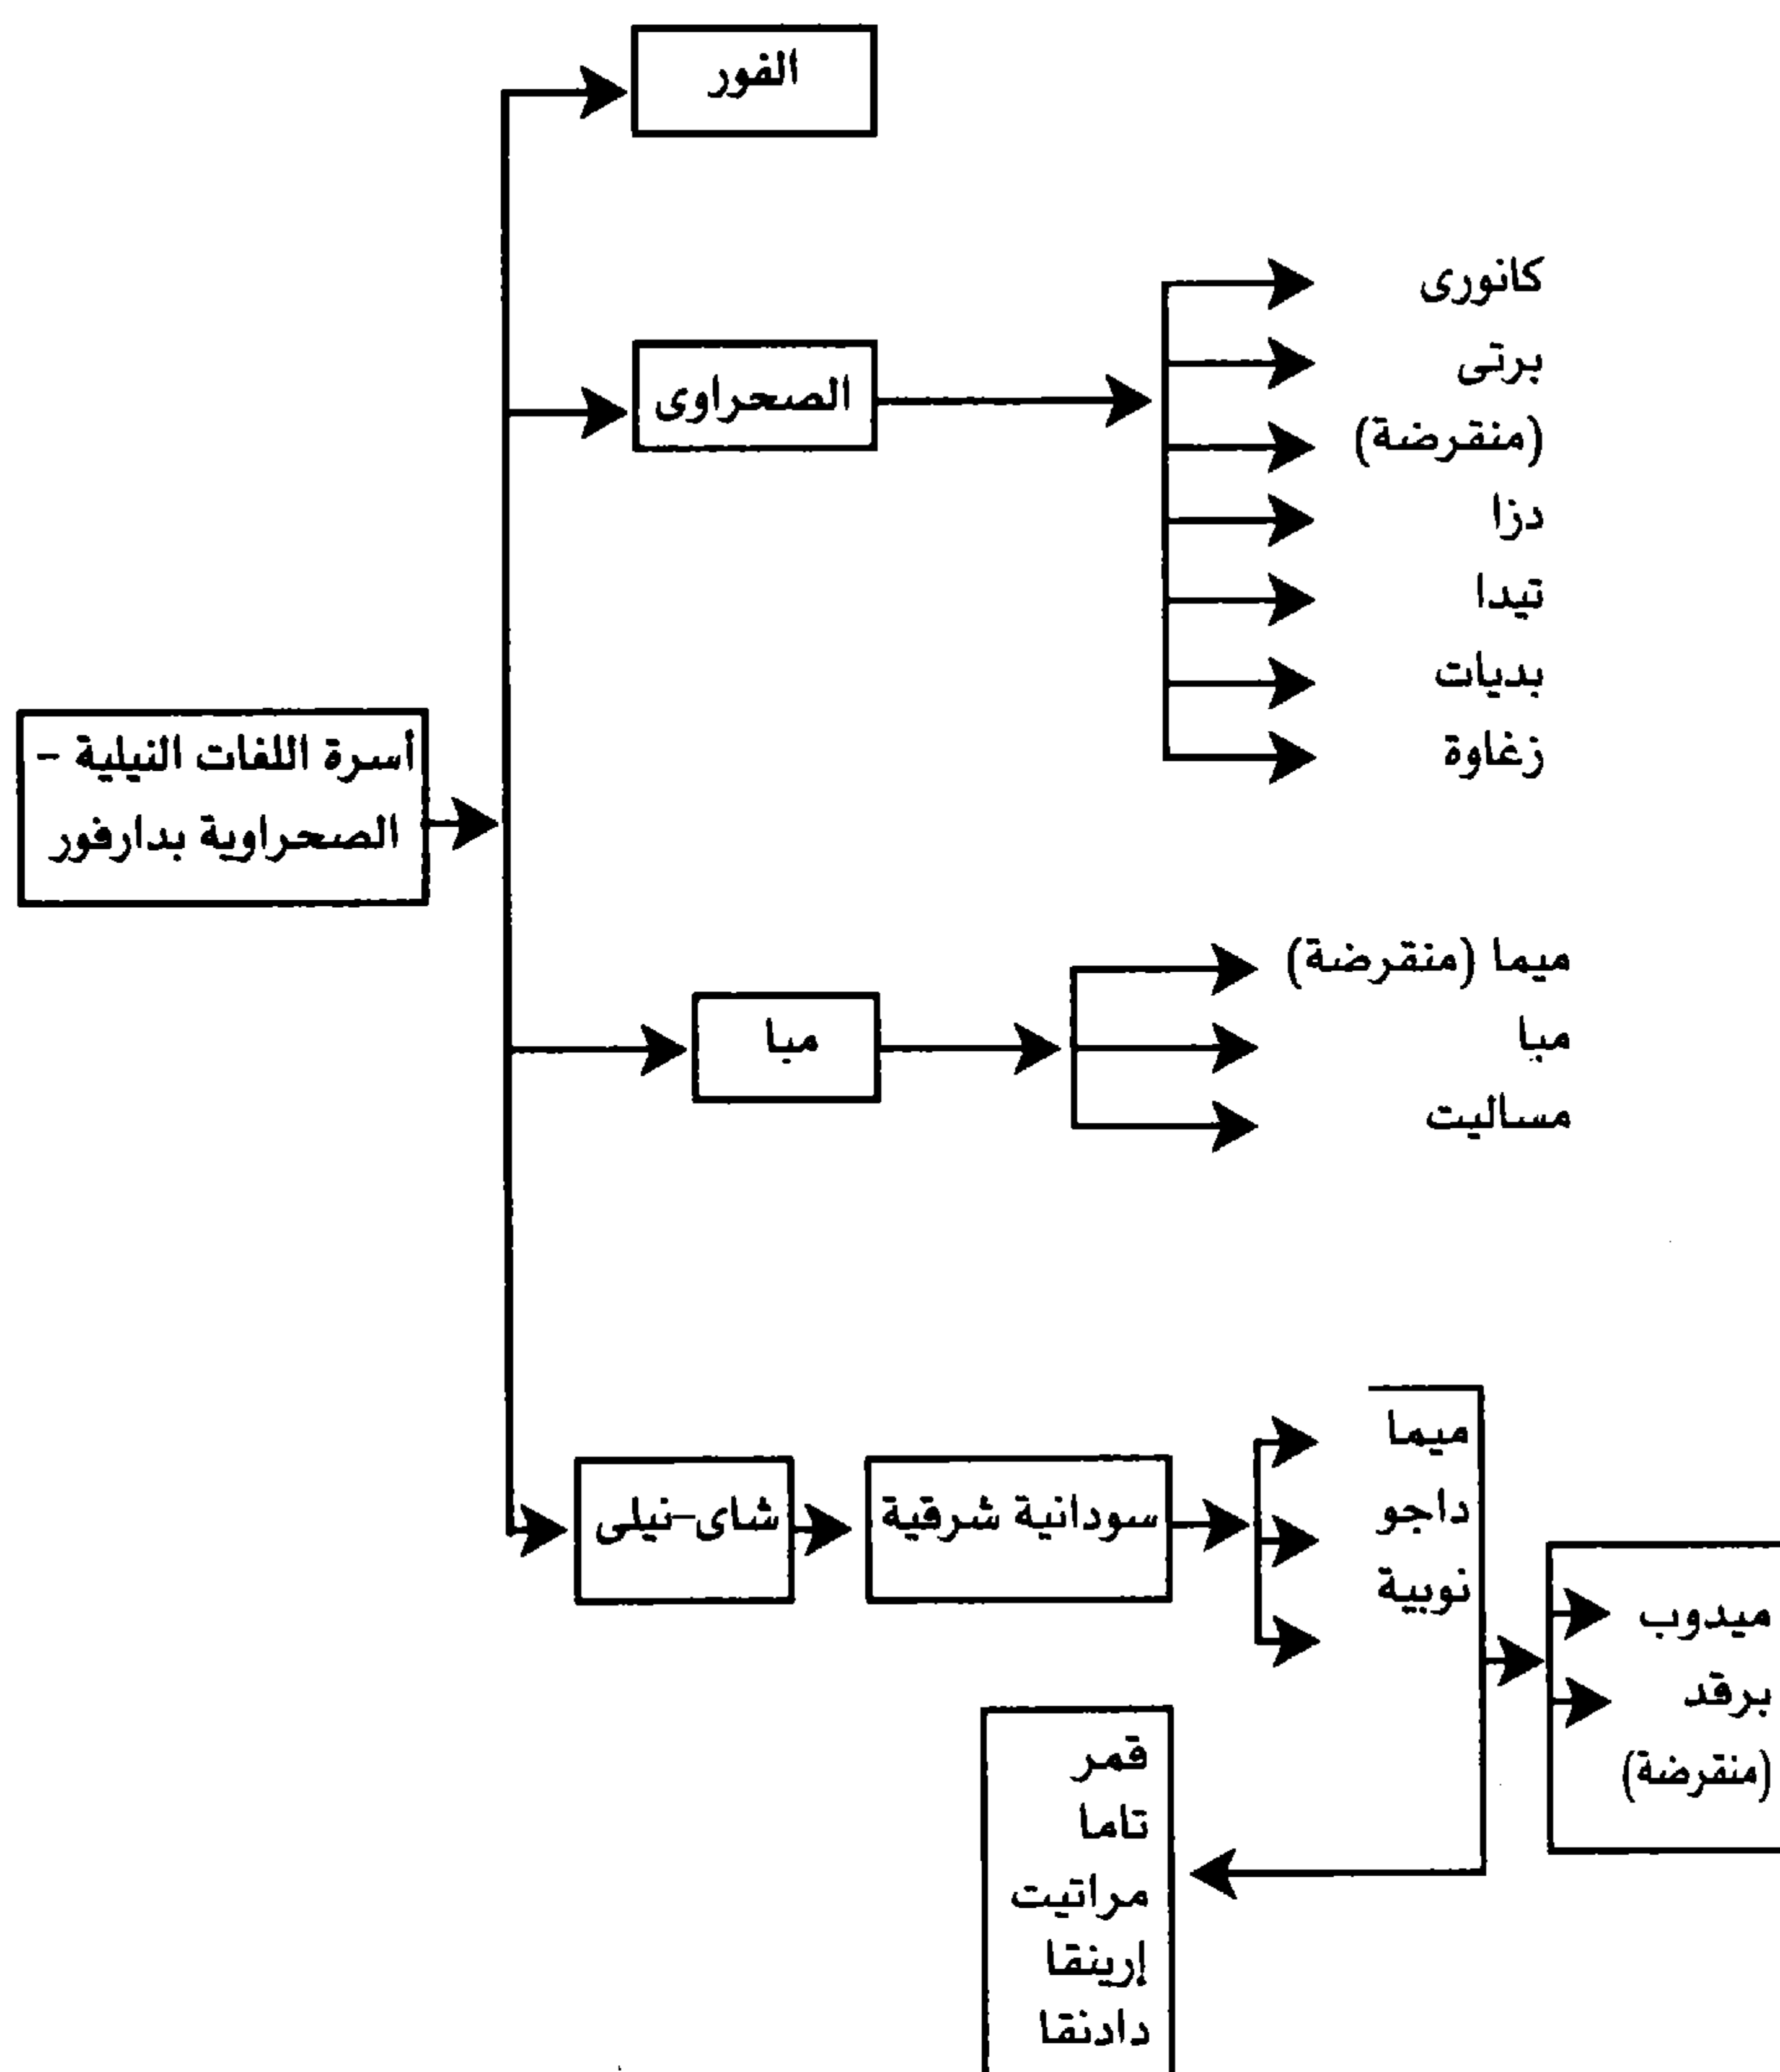 الفور
كانورى
برتى
(منقرضة)
دزا
تيدا
بديات
زغاوة
الصحراوى
أسرة اللغات النيلية -
الصحراوية بدارفور
ميما (منقرضة)
مبا
مساليت
مبا
شاى-نيلى
سودانية شرقية
ميما
داجو
نوبية
ميدوب
برقد
(منقرضة)
قمر
تاما
مراتيت
إرينقا
دادنقا